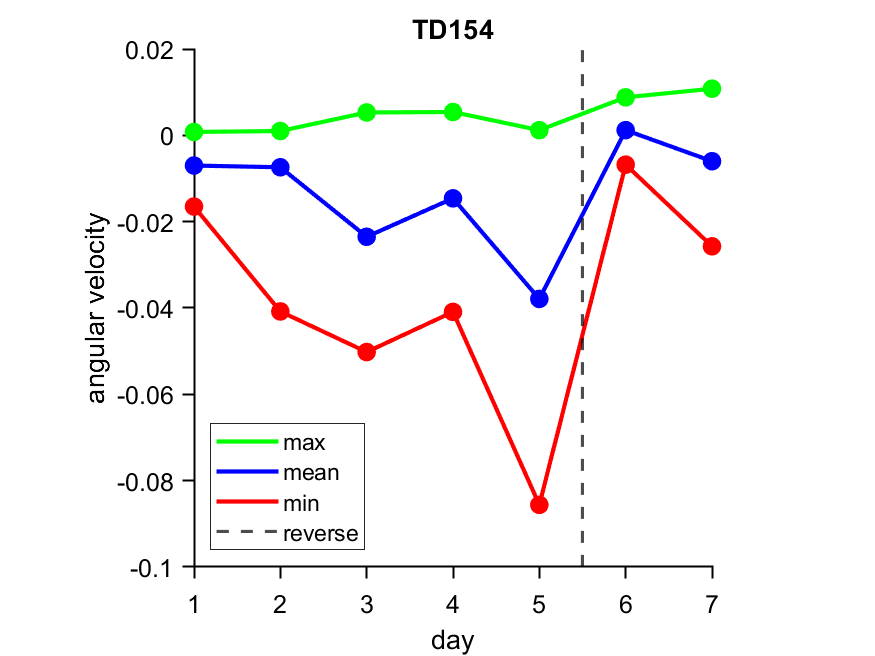 TD154
0.02
0
-0.02
-0.04
-0.06
-0.08
-0.1
angular velocity
max
mean
min
reverse
1 2 3 4 5 6 7
day